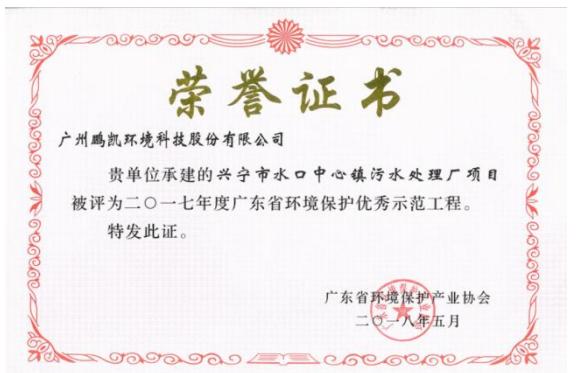 荣誉证书
广州鹏凯环境科技股份有限公司
贵单位承建的兴宁市水口中心镇污水处理厂项目
被评为二〇一七年度广东省环境保护优秀示范工程。
特发此证。
广东省环境保护产业协会
二〇一八年五月